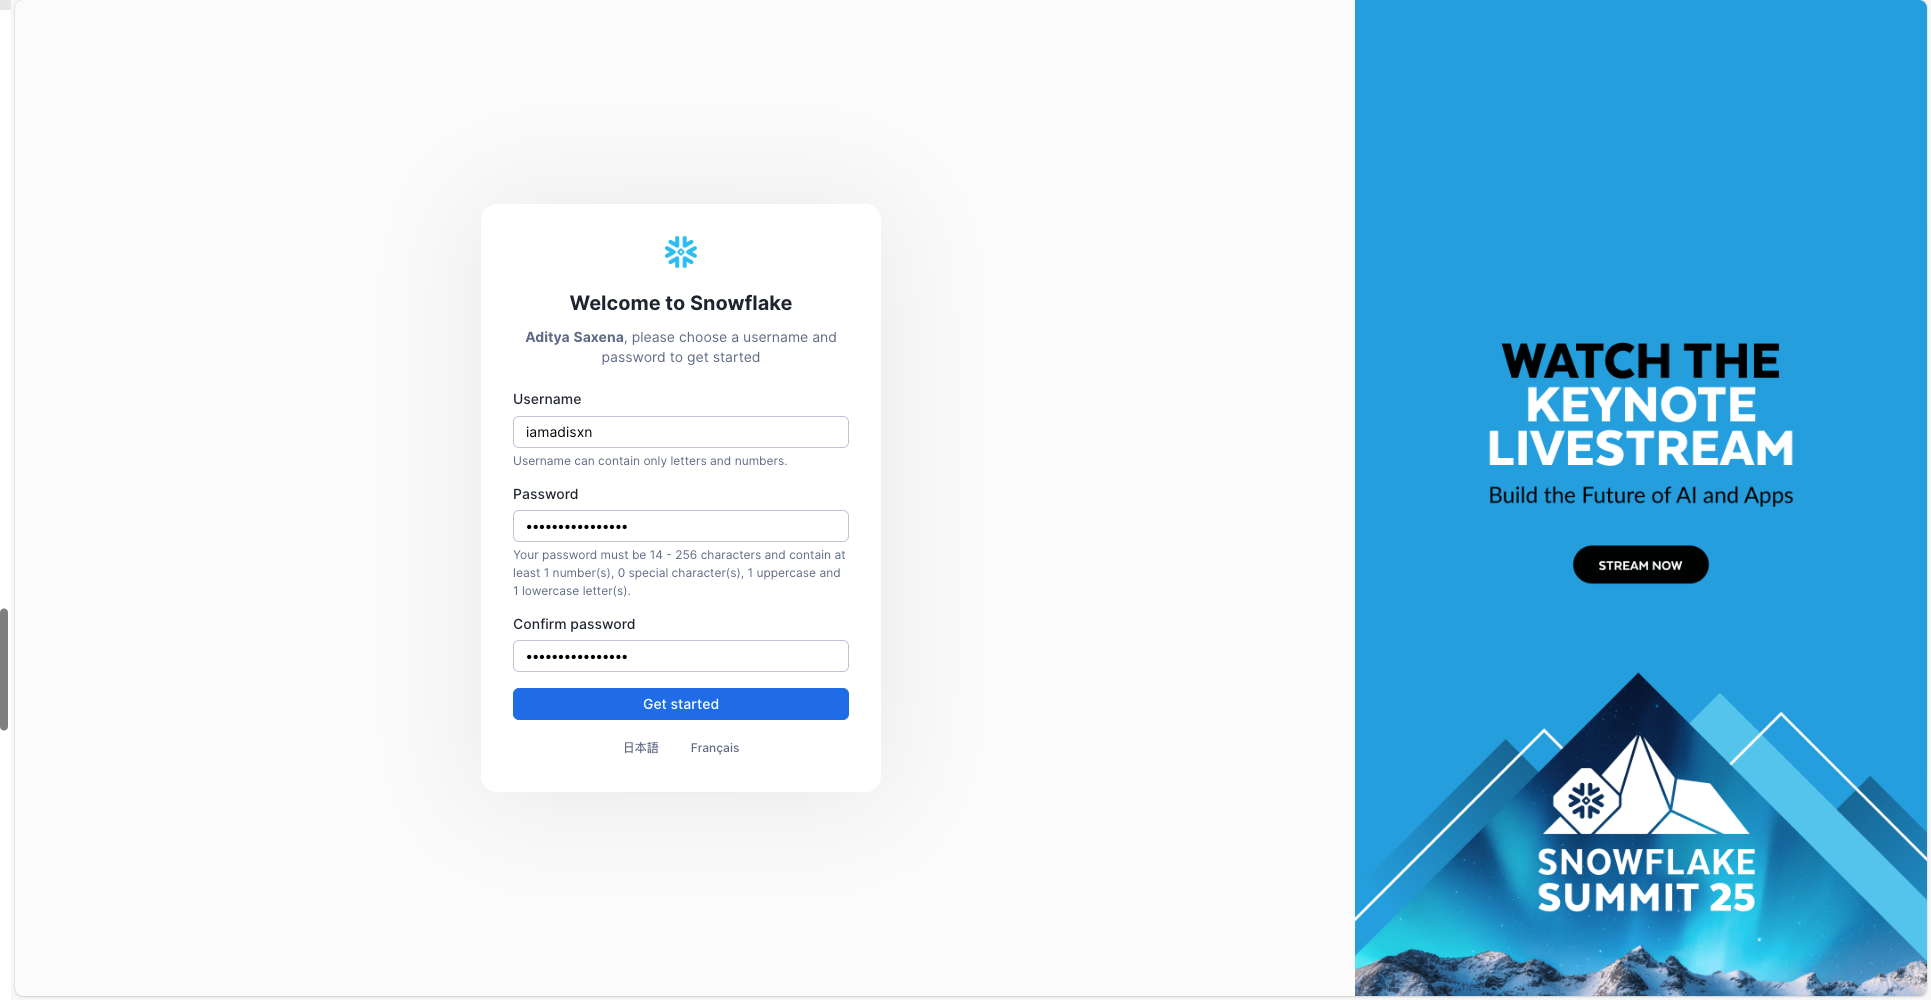 Welcome to Snowflake
Aditya Saxena, please choose a username and
password to get started
Username
iamadisxn
Username can contain only letters and numbers.
Password
••••••••••••••••
Your password must be 14 - 256 characters and contain at
least 1 number(s), 0 special character(s), 1 uppercase and
1 lowercase letter(s).
Confirm password
••••••••••••••••
Get started
日本語 Français
WATCH THE
KEYNOTE
LIVESTREAM
Build the Future of AI and Apps
STREAM NOW
SNOWFLAKE
SUMMIT 25